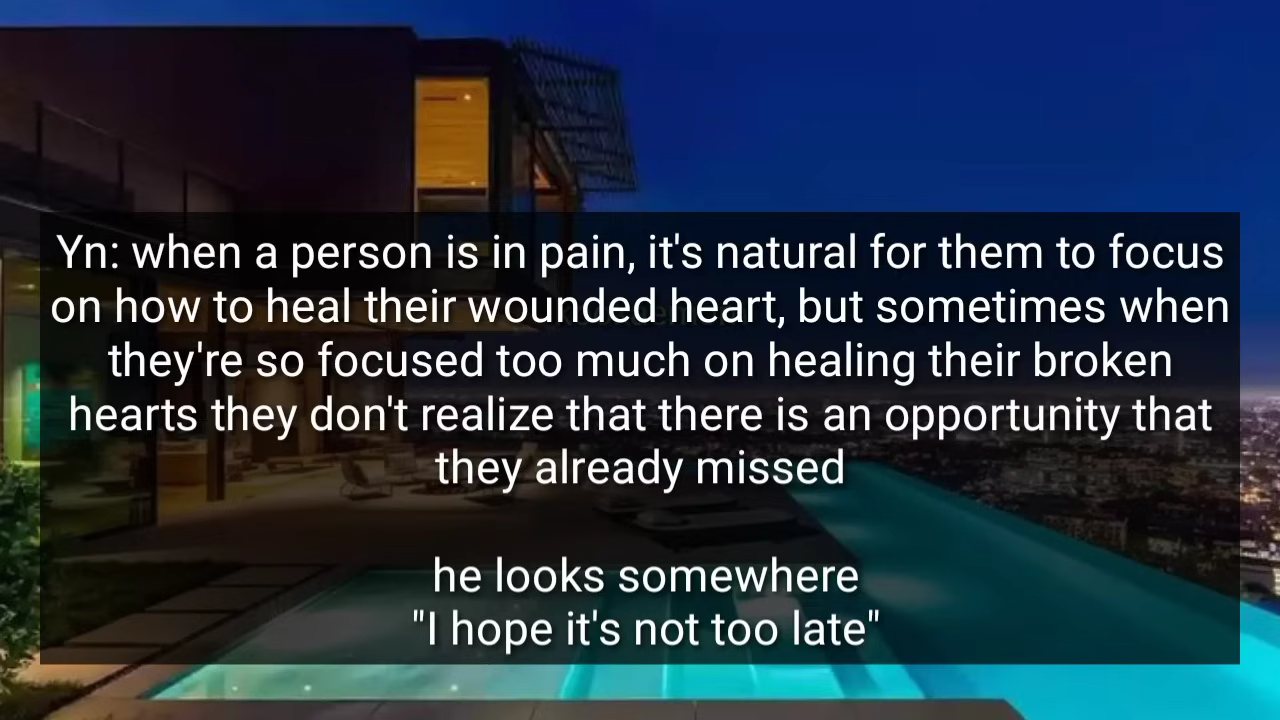 Yn: when a person is in pain, it's natural for them to focus
on how to heal their wounded heart, but sometimes when
they're so focused too much on healing their broken
hearts they don't realize that there is an opportunity that
they already missed
he looks somewhere
"I hope it's not too late"